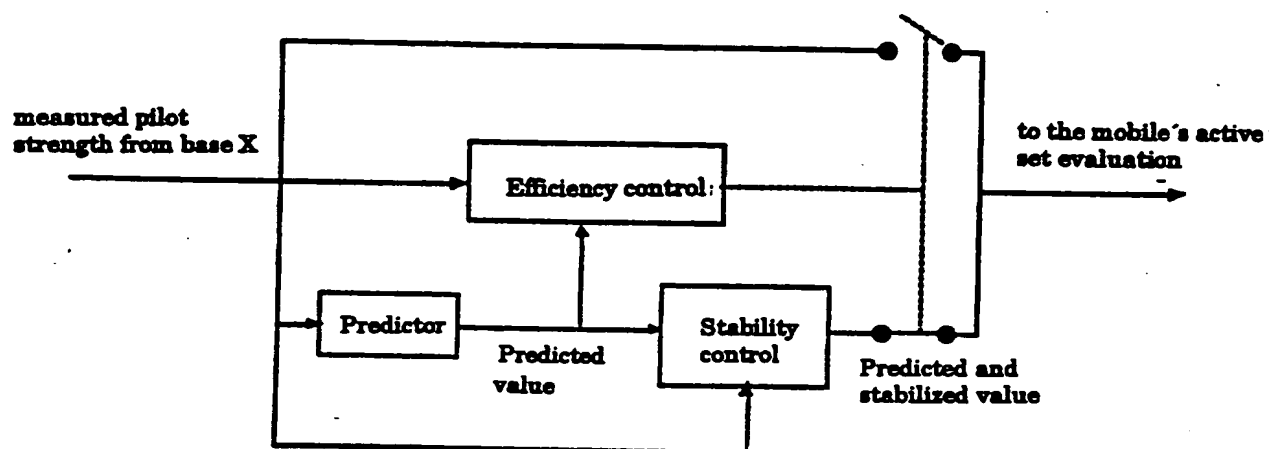 measured pilot
strength from base X
to the mobile´s active
set evaluation
Efficiency control
Predictor
Stability
control
Predicted
value
Predicted and
stabilized value